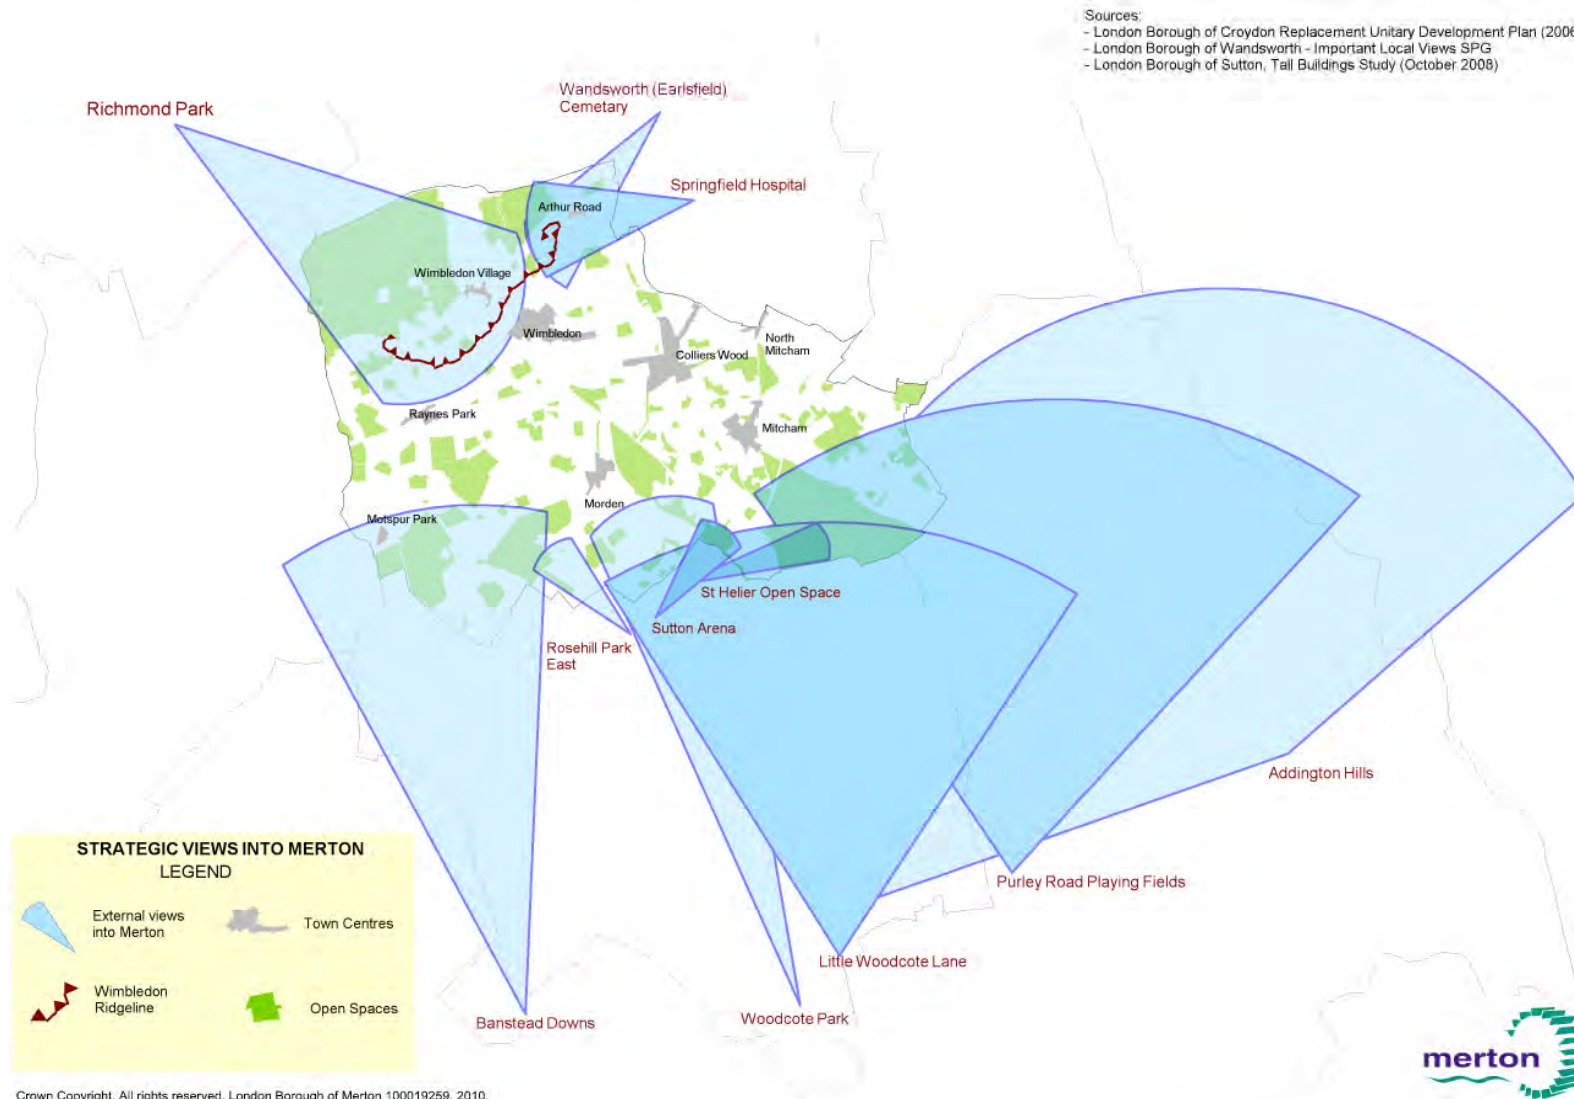 Sources:
- London Borough of Croydon Replacement Unitary Development Plan (2006
- London Borough of Wandsworth - Important Local Views SPG
- London Borough of Sutton, Tall Buildings Study (October 2008)
Wandsworth (Earlsfield)
Cemetary
Richmond Park
Springfield Hospital
Arthur Road
Wimbledon Village
Wimbledon
North
Mitcham
Colliers Wood
Raynes Park
Mitcham
Morden
Motspur Park
St Helier Open Space
Sutton Arena
Rosehill Park
East
Addington Hills
Purley Road Playing Fields
Little Woodcote Lane
Woodcote Park
Banstead Downs
STRATEGIC VIEWS INTO MERTON
LEGEND
External views
into Merton
Town Centres
Wimbledon
Ridgeline
Open Spaces
merton
Crown Copyright. All rights reserved. London Borough of Merton 100019259. 2010.